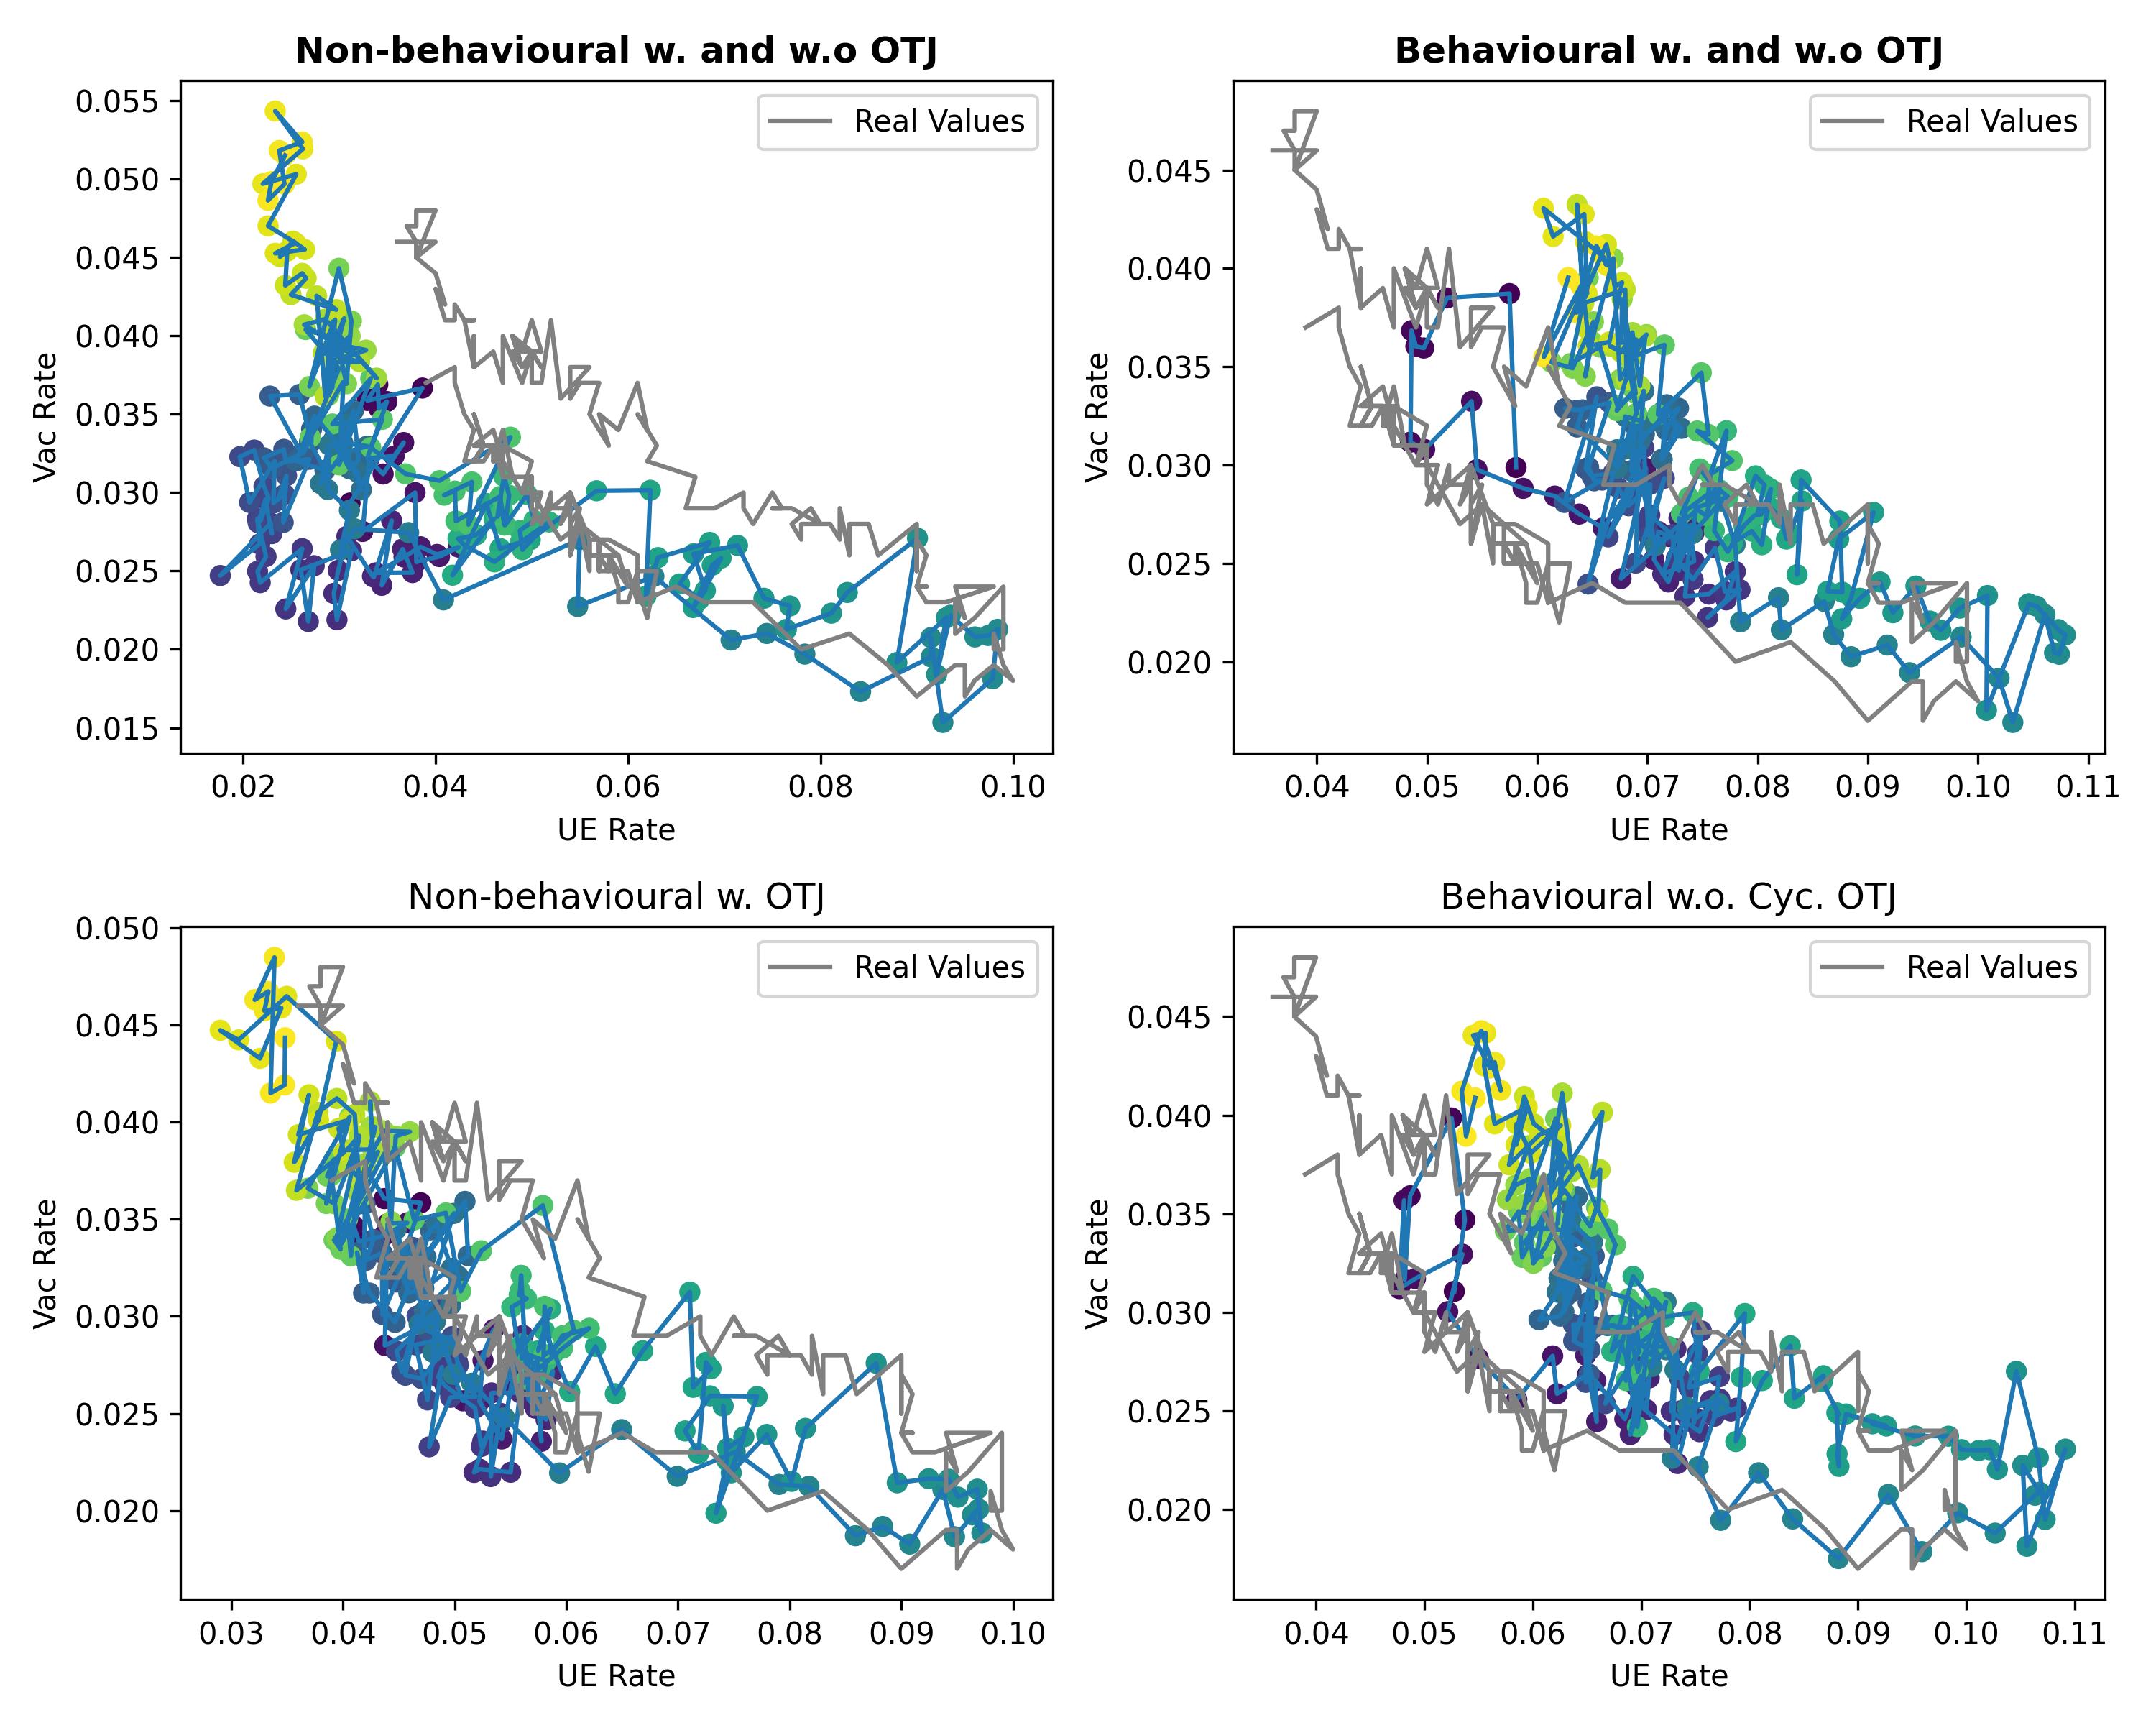 Non-behavioural w. and w.o OTJ
Real Values
0.055
0.050
0.045
0.040
0.035
0.030
0.025
0.020
0.015
Vac Rate
0.02 0.04 0.06 0.08 0.10
UE Rate
Behavioural w. and w.o OTJ
Real Values
0.045
0.040
0.035
0.030
0.025
0.020
Vac Rate
0.04 0.05 0.06 0.07 0.08 0.09 0.10 0.11
UE Rate
Non-behavioural w. OTJ
Real Values
0.050
0.045
0.040
0.035
0.030
0.025
0.020
Vac Rate
0.03 0.04 0.05 0.06 0.07 0.08 0.09 0.10
UE Rate
Behavioural w.o. Cyc. OTJ
Real Values
0.045
0.040
0.035
0.030
0.025
0.020
Vac Rate
0.04 0.05 0.06 0.07 0.08 0.09 0.10 0.11
UE Rate